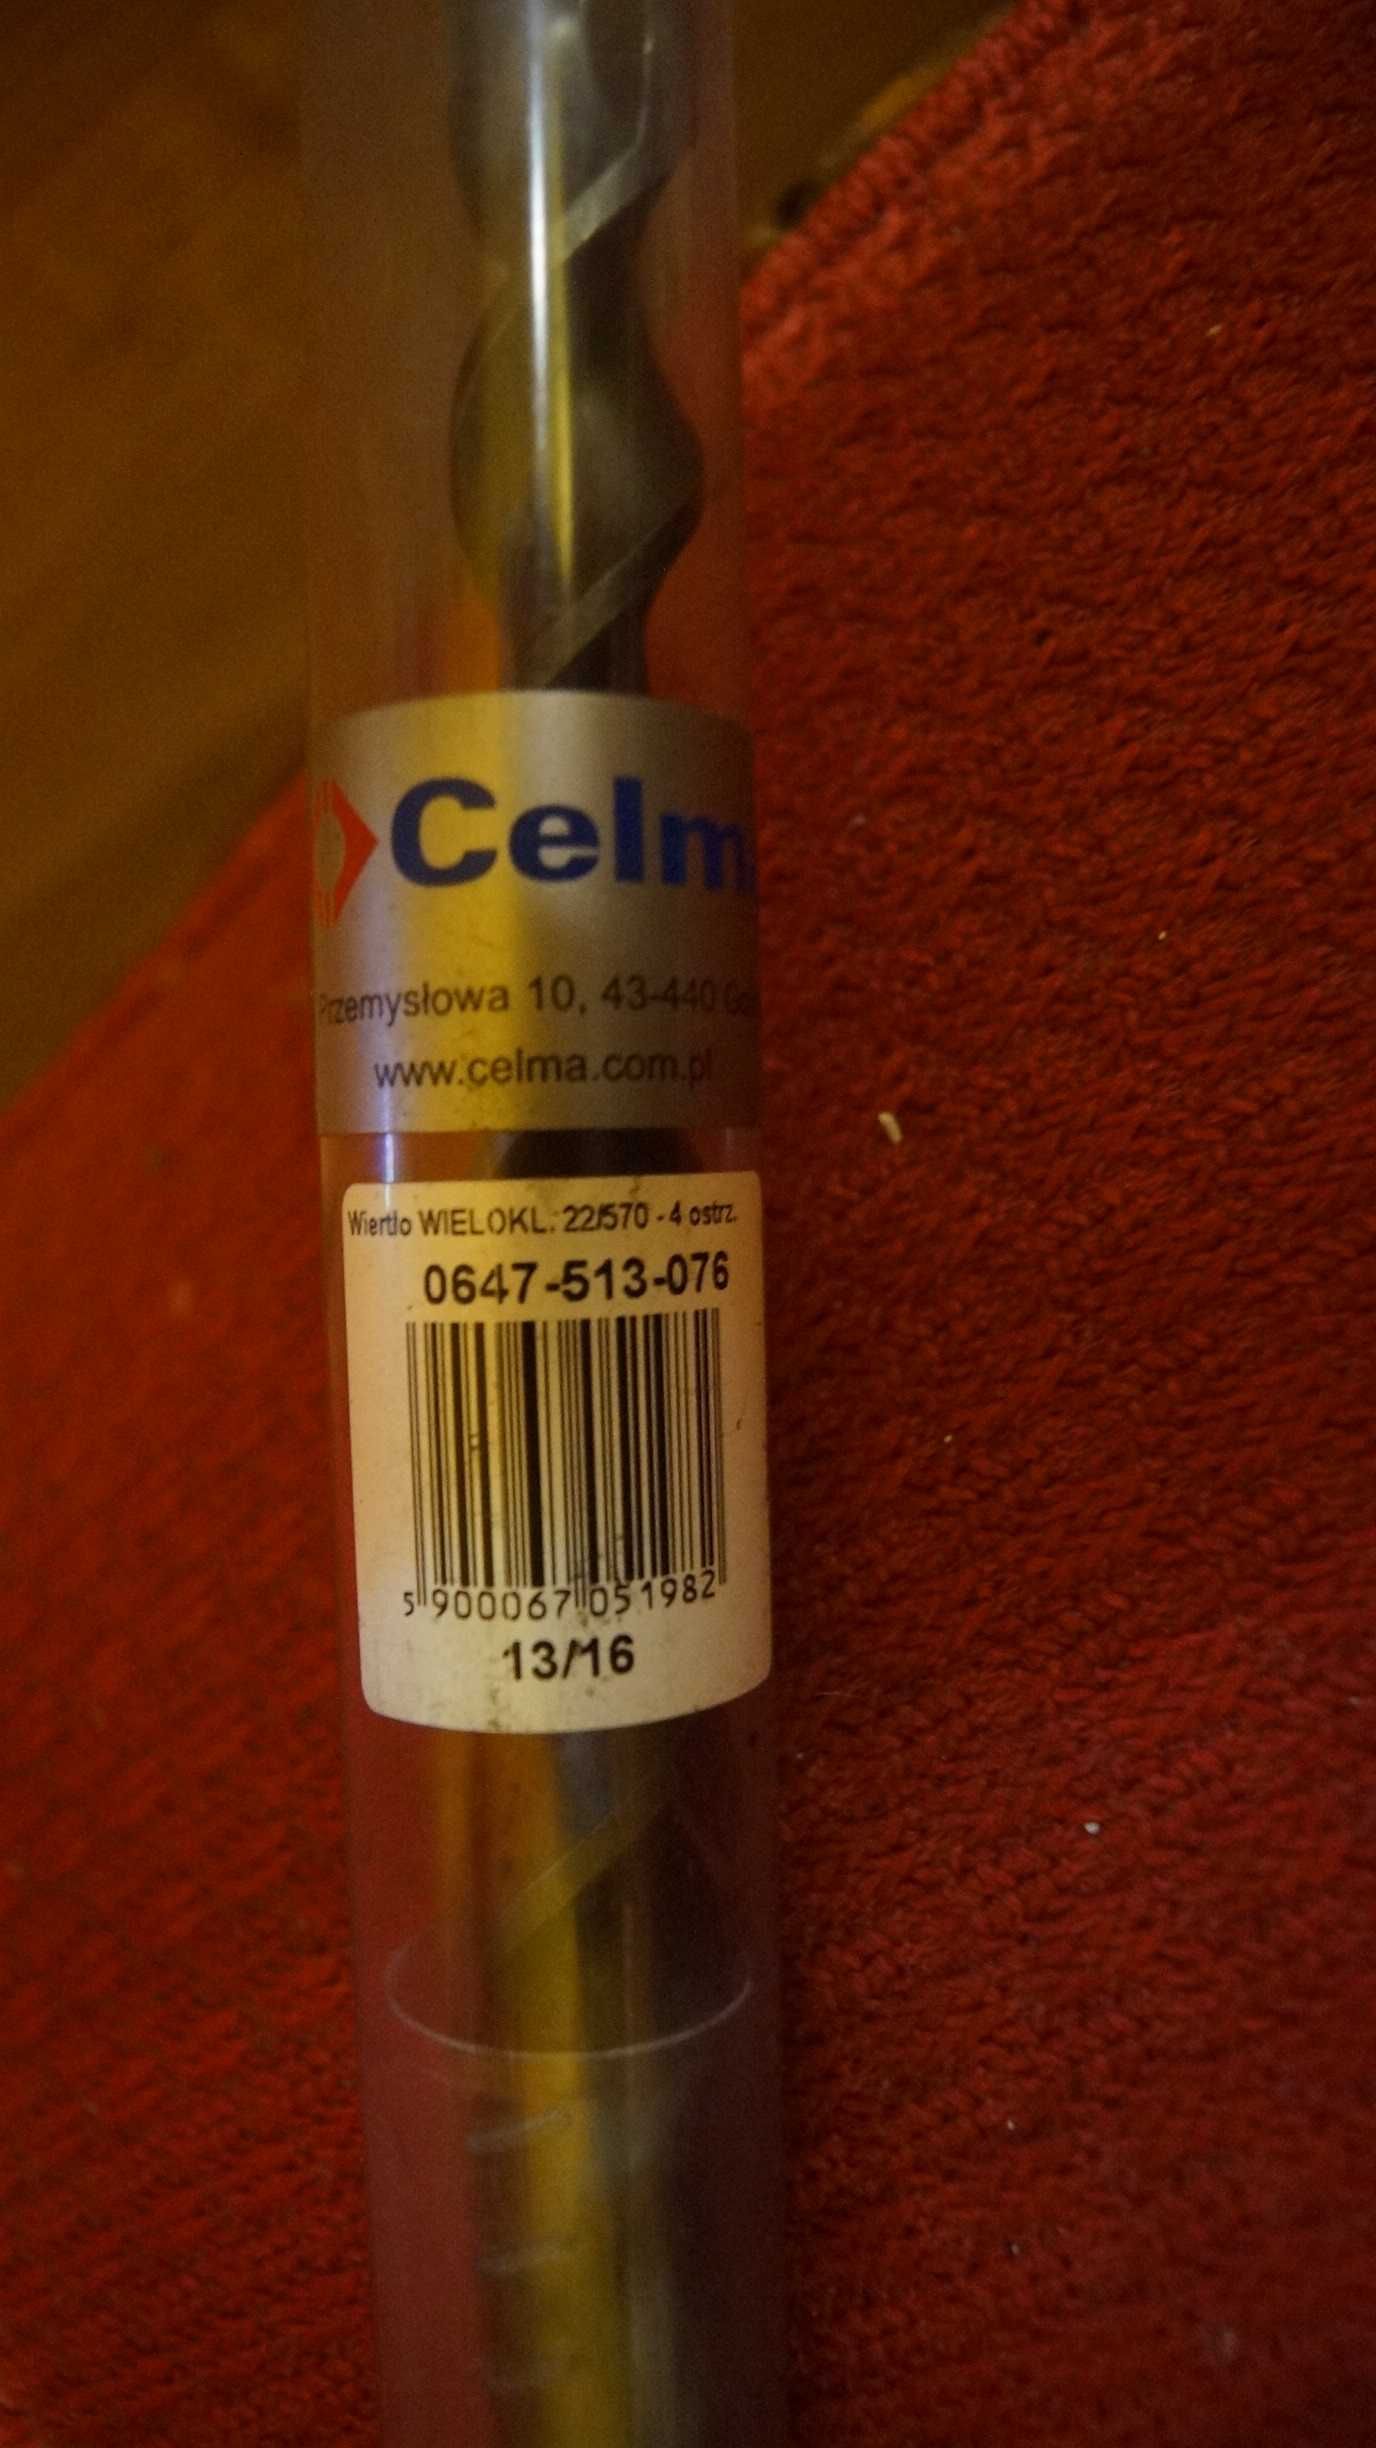 Celm
Przemysłowa 10, 43-440
www.celma.com.pl
Wiertło WIELOKL. 22/570 - 4 ostrz.
0647-513-076
5 900067 051982
13/16